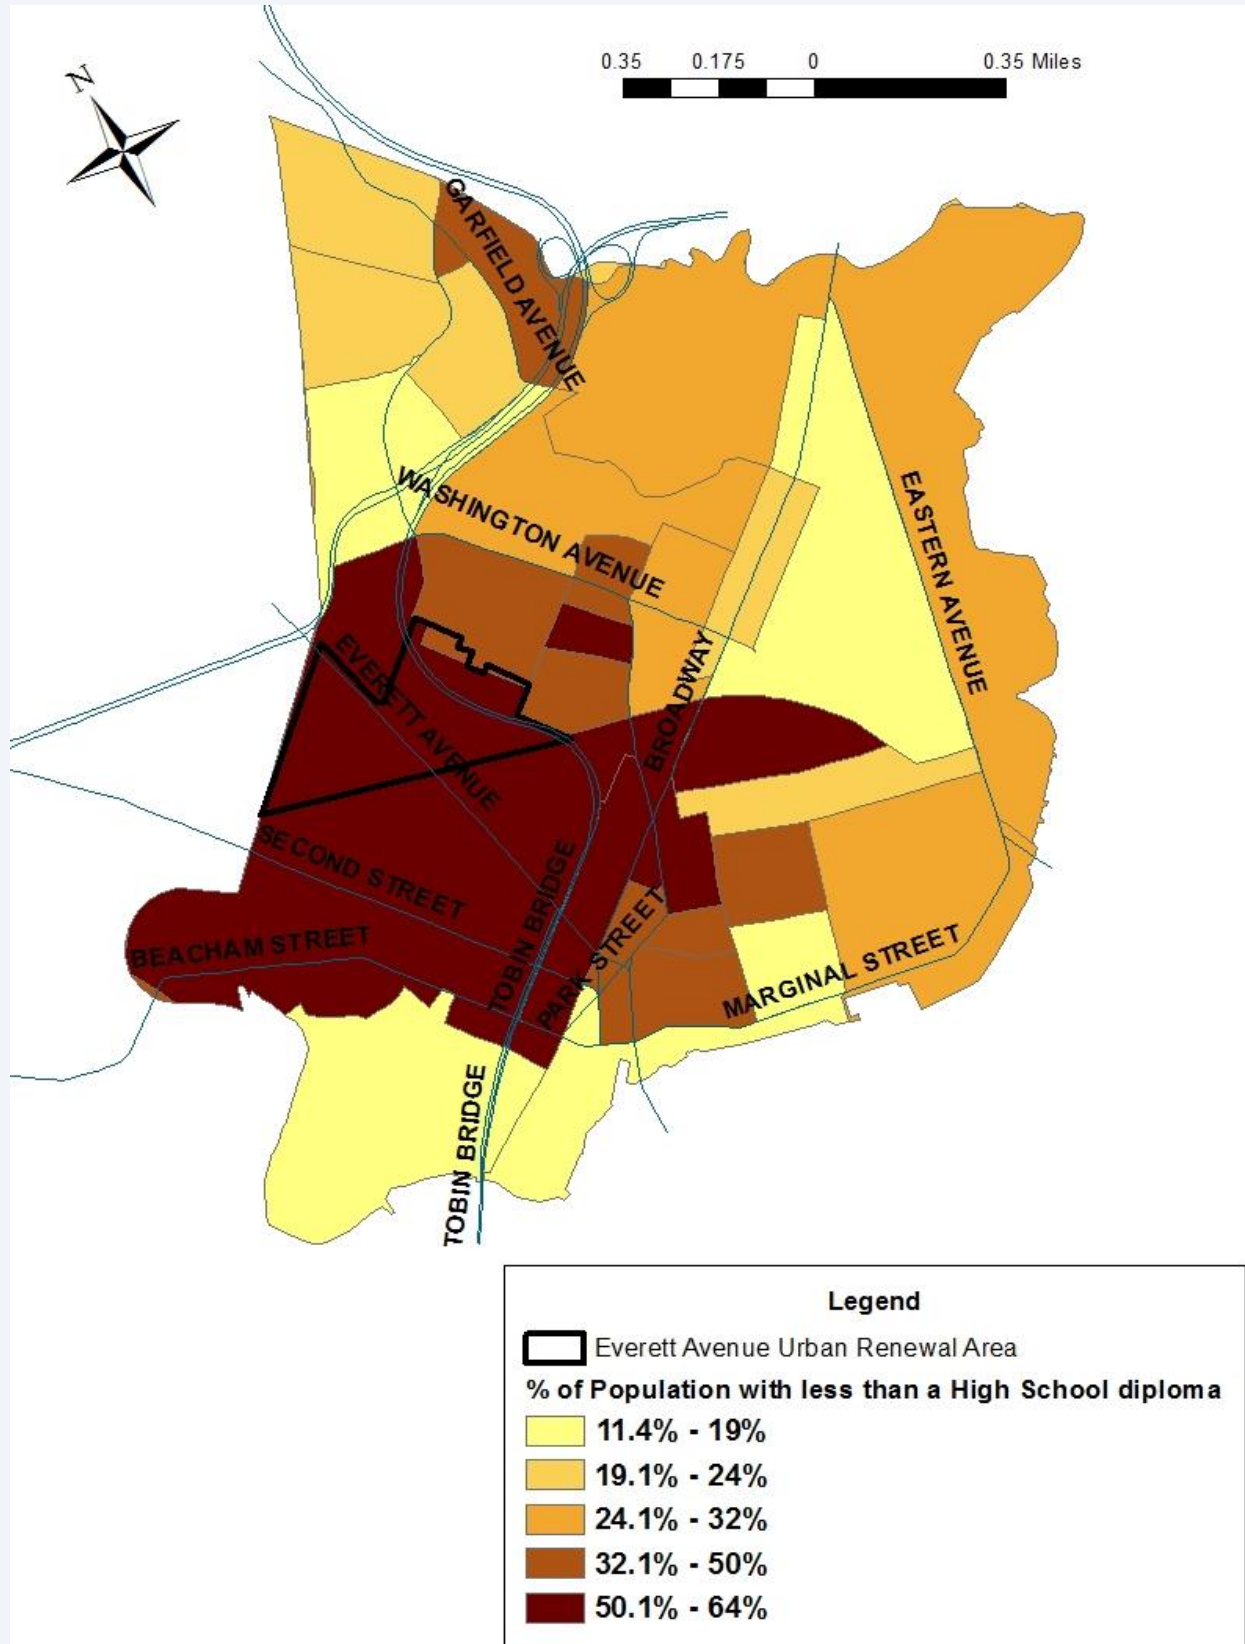 N
0.35 0.175 0 0.35 Miles
GARFIELD AVENUE
WASHINGTON AVENUE
EASTERN AVENUE
EVERETT AVENUE
BROADWAY
SECOND STREET
BEACHAM STREET
TOBIN BRIDGE
PARK STREET
MARGINAL STREET
TOBIN BRIDGE
Legend
Everett Avenue Urban Renewal Area
% of Population with less than a High School diploma
11.4% - 19%
19.1% - 24%
24.1% - 32%
32.1% - 50%
50.1% - 64%